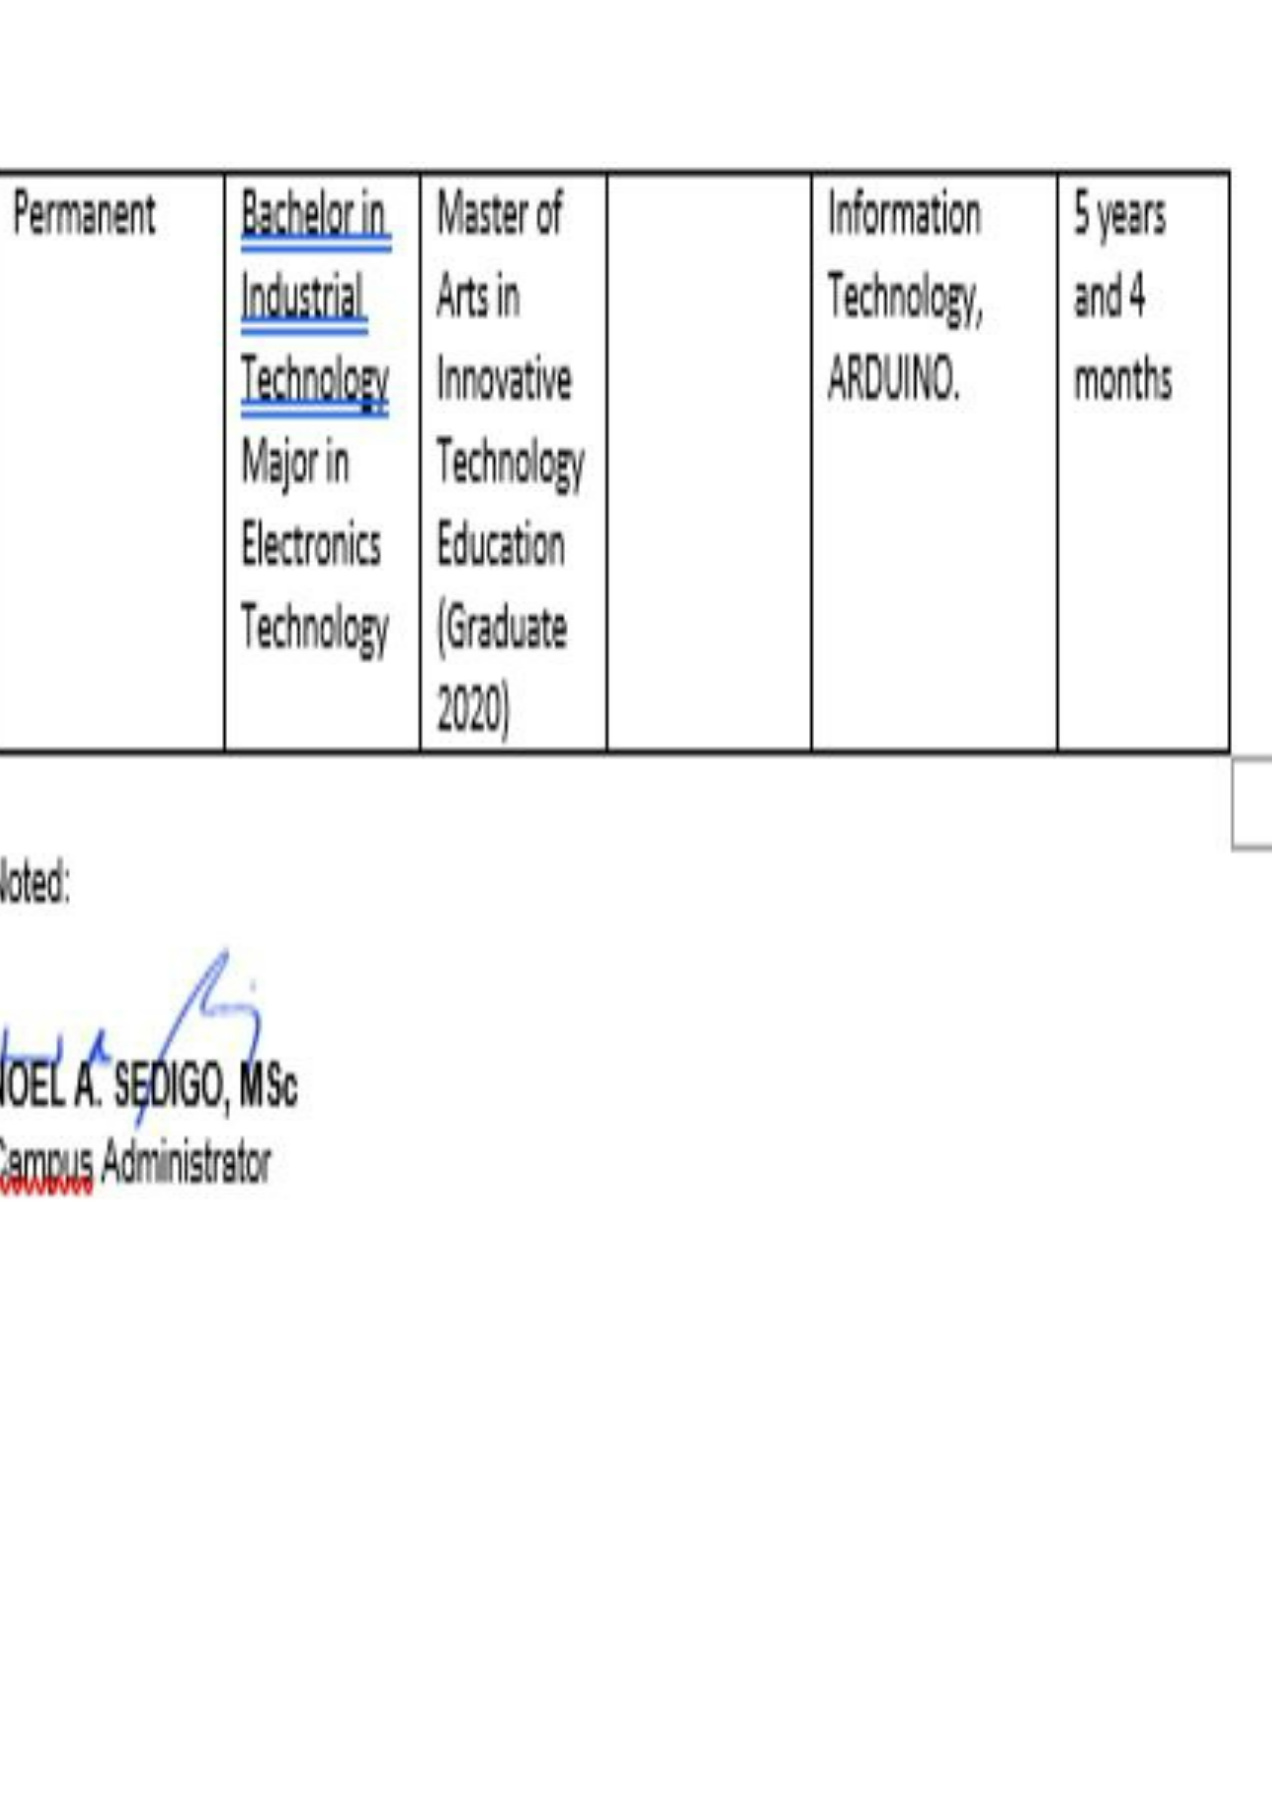 Permanent
Bachelor in
Industrial
Technology
Major in
Electronics
Technology
Master of
Arts in
Innovative
Technology
Education
(Graduate
2020)
Information
Technology,
ARDUINO.
5 years
and 4
months
Noted:
NOEL A. SEDIGO, MSc
Campus Administrator